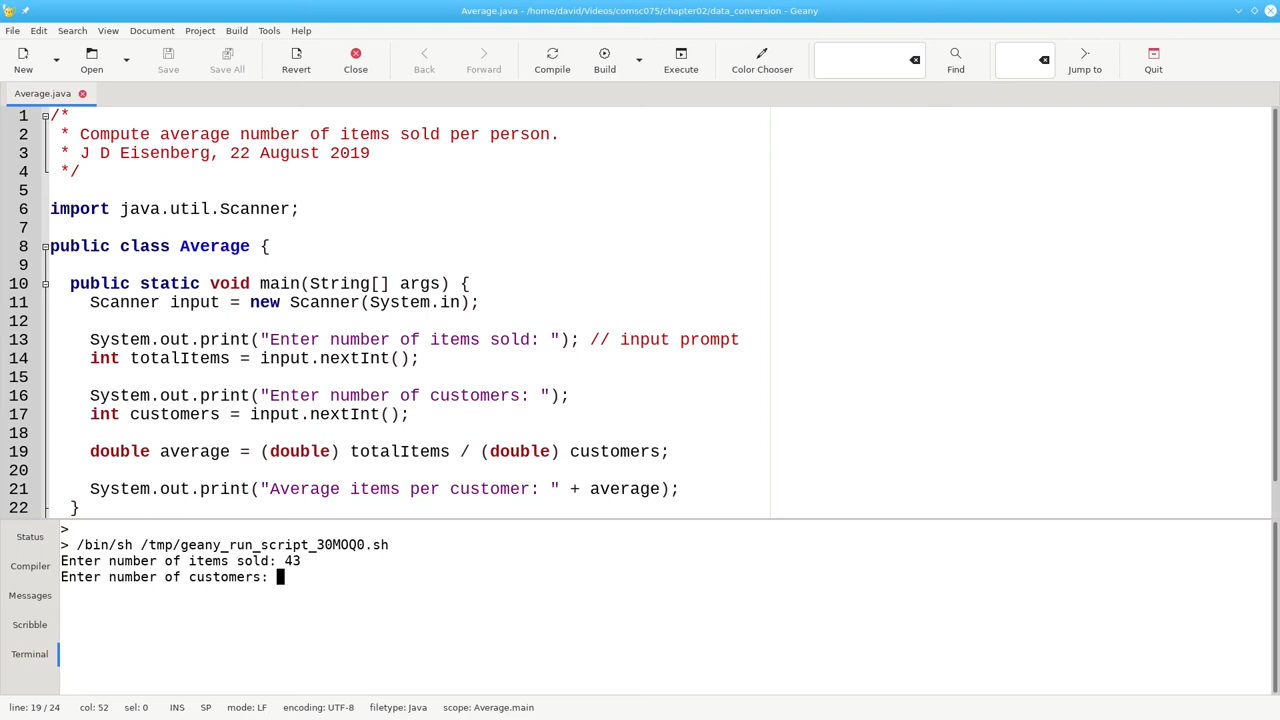 Average.java - /home/david/Videos/comsc075/chapter02/data_conversion - Geany
File Edit Search View Document Project Build Tools Help
New Open Save Save All Revert Close Back Forward Compile Build Execute Color Chooser Find Jump to Quit
Average.java
1 /*
2  * Compute average number of items sold per person.
3  * J D Eisenberg, 22 August 2019
4  */
5
6 import java.util.Scanner;
7
8 public class Average {
9
10   public static void main(String[] args) {
11     Scanner input = new Scanner(System.in);
12
13     System.out.print("Enter number of items sold: "); // input prompt
14     int totalItems = input.nextInt();
15
16     System.out.print("Enter number of customers: ");
17     int customers = input.nextInt();
18
19     double average = (double) totalItems / (double) customers;
20
21     System.out.print("Average items per customer: " + average);
22   }
Status
Compiler
Messages
Scribble
Terminal
>
> /bin/sh /tmp/geany_run_script_30MOQ0.sh
Enter number of items sold: 43
Enter number of customers:
line: 19 / 24 col: 52 sel: 0 INS SP mode: LF encoding: UTF-8 filetype: Java scope: Average.main